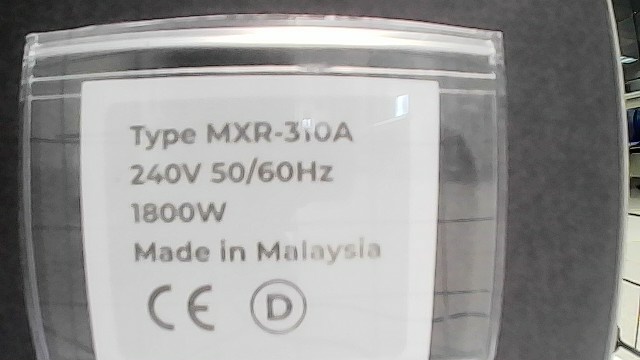 Type MXR-310A
240V 50/60Hz
1800W
Made in Malaysia
CE D